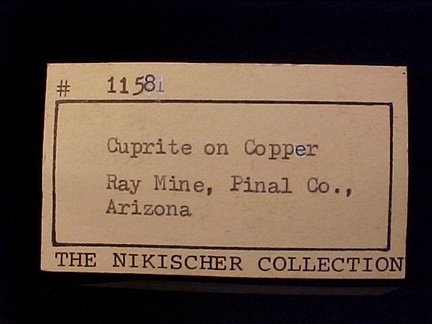 # 11581
Cuprite on Copper
Ray Mine, Pinal Co.,
Arizona
THE NIKISCHER COLLECTION